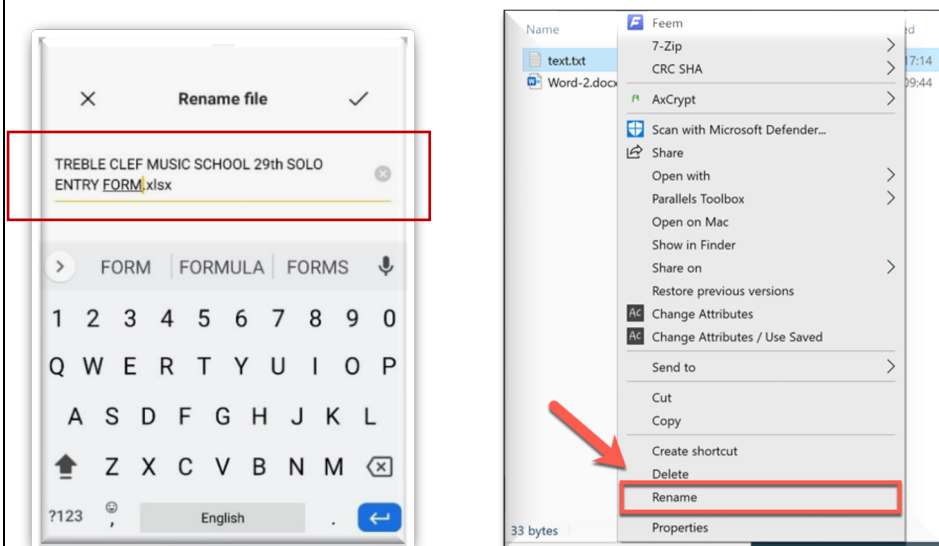 Rename file
TREBLE CLEF MUSIC SCHOOL 29th SOLO
ENTRY FORM.xlsx
FORM FORMULA FORMS
1 2 3 4 5 6 7 8 9 0
Q W E R T Y U I O P
A S D F G H J K L
Z X C V B N M
?123 , English .
Name
text.txt 17:14
Word-2.docx 09:44
Feem
7-Zip
CRC SHA
AxCrypt
Scan with Microsoft Defender...
Share
Open with
Parallels Toolbox
Open on Mac
Show in Finder
Share on
Restore previous versions
Ac Change Attributes
Ac Change Attributes / Use Saved
Send to
Cut
Copy
Create shortcut
Delete
Rename
Properties
33 bytes